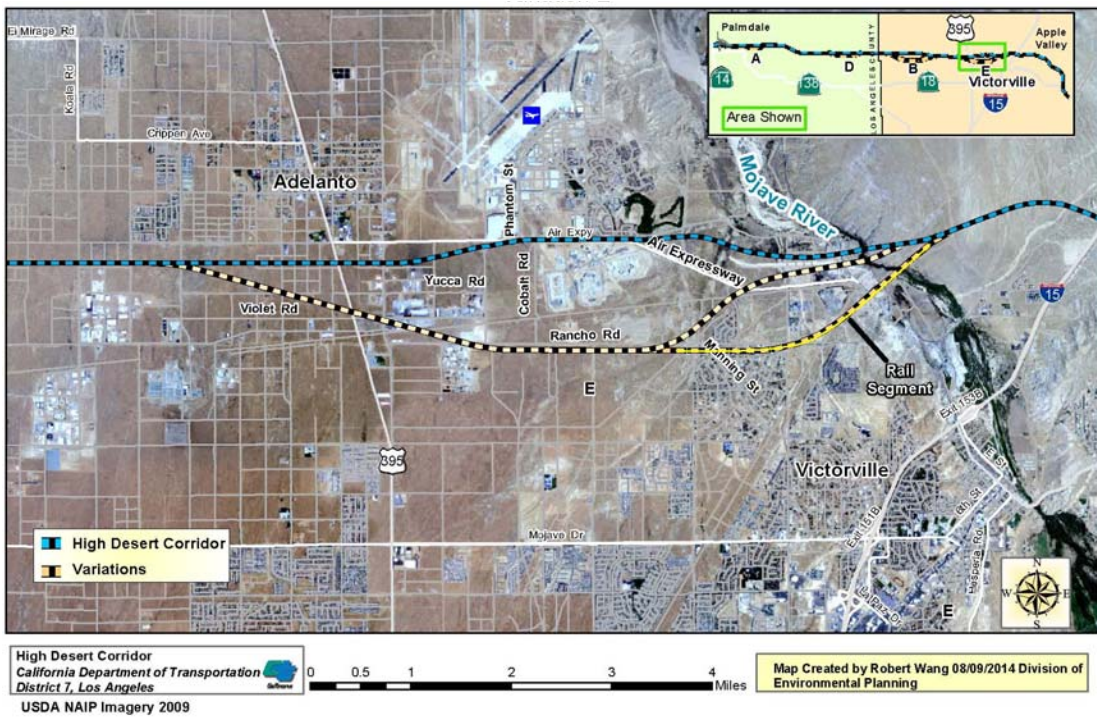 El Mirage Rd
Koala Rd
Crippen Ave
Adelanto
Phantom St
Palmdale
395
Apple
Valley
A
D
B
E
Victorville
14
138
18
15
LOS ANGELES COUNTY
Area Shown
Mojave River
Air Expy
Air Expressway
Yucca Rd
Cobalt Rd
Violet Rd
Rancho Rd
Manning St
15
E
Rail
Segment
395
Exit 153B
Victorville
E St
6th St
Exit 151B
Mojave Dr
Hesperia Rd
La Paz Dr
E
High Desert Corridor
Variations
N
W
E
S
High Desert Corridor
California Department of Transportation
District 7, Los Angeles
Caltrans
USDA NAIP Imagery 2009
0 0.5 1 2 3 4
Miles
Map Created by Robert Wang 08/09/2014 Division of
Environmental Planning